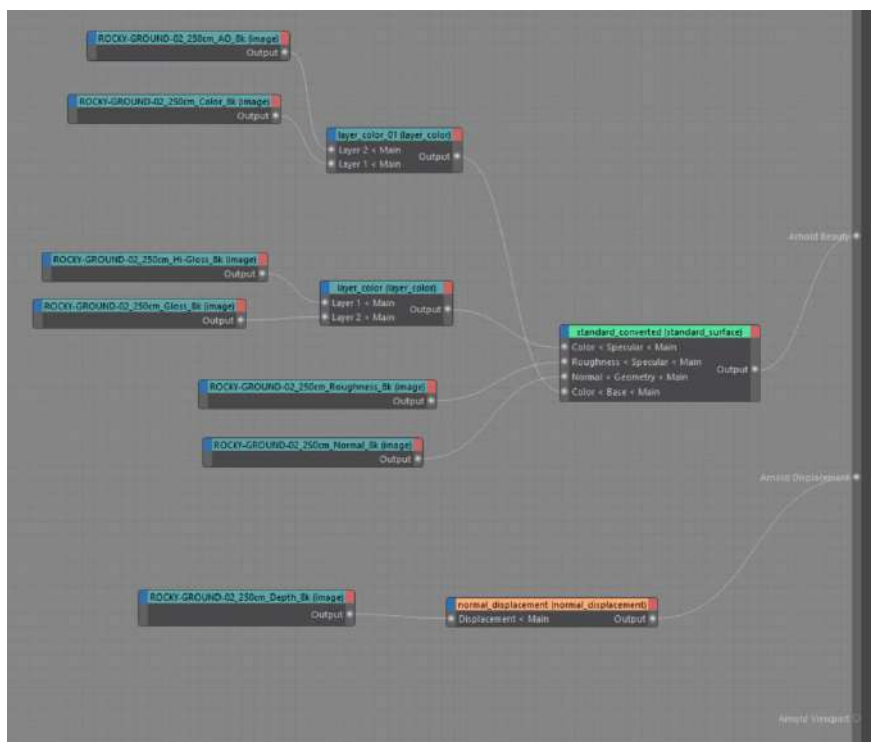 ROCKY-GROUND-02_250cm_AO_8k (image)
Output
ROCKY-GROUND-02_250cm_Color_8k (image)
Output
layer_color_01 (layer_color)
Layer 2 < Main
Output
Layer 1 < Main
Arnold Beauty
ROCKY-GROUND-02_250cm_Hi-Gloss_8k (image)
Output
layer_color (layer_color)
Layer 1 < Main
Output
Layer 2 < Main
ROCKY-GROUND-02_250cm_Gloss_8k (image)
Output
standard_converted (standard_surface)
Color < Specular < Main
Roughness < Specular < Main
Output
Normal < Geometry < Main
Color < Base < Main
ROCKY-GROUND-02_250cm_Roughness_8k (image)
Output
ROCKY-GROUND-02_250cm_Normal_8k (image)
Output
Arnold Displacement
ROCKY-GROUND-02_250cm_Depth_8k (image)
Output
normal_displacement (normal_displacement)
Displacement < Main
Output
Arnold Viewport